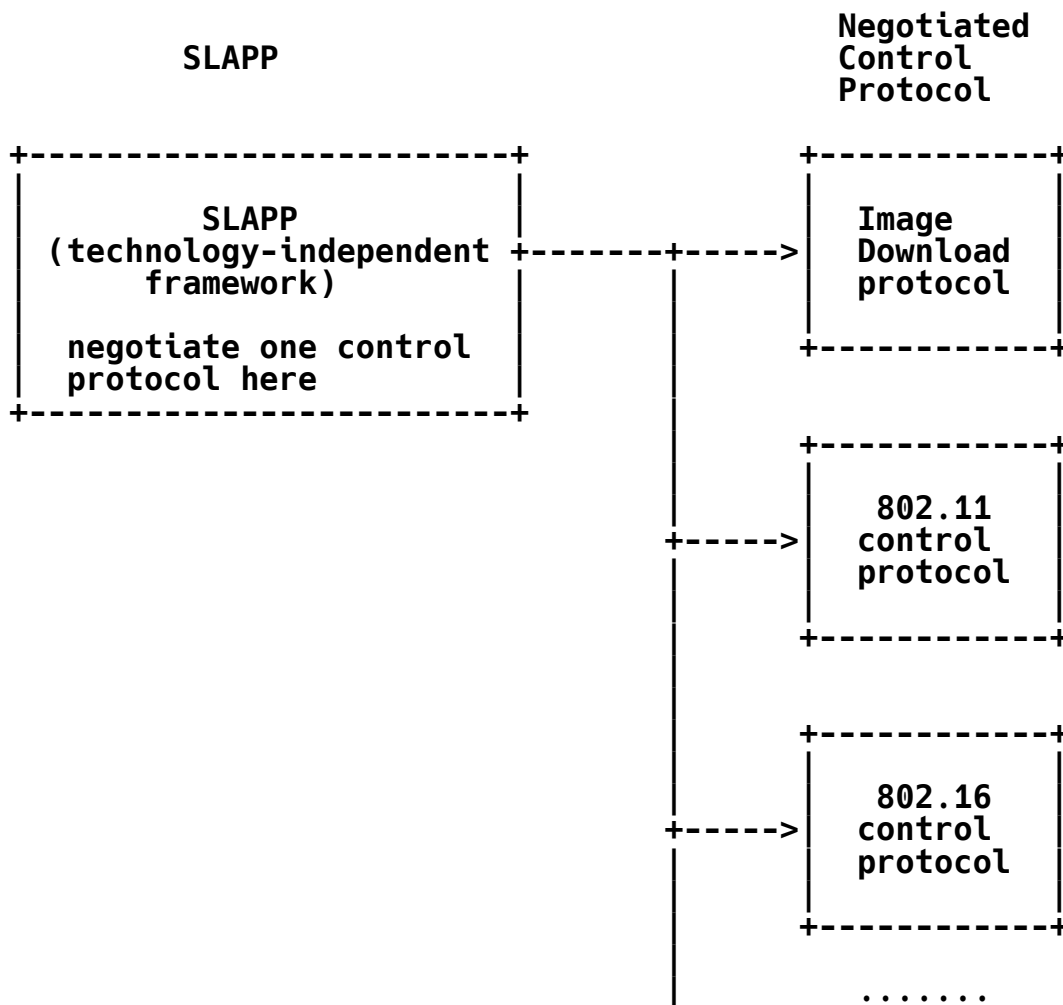 SLAPP
Negotiated
Control
Protocol
SLAPP
(technology-independent
framework)
negotiate one control
protocol here
Image
Download
protocol
802.11
control
protocol
802.16
control
protocol
.......